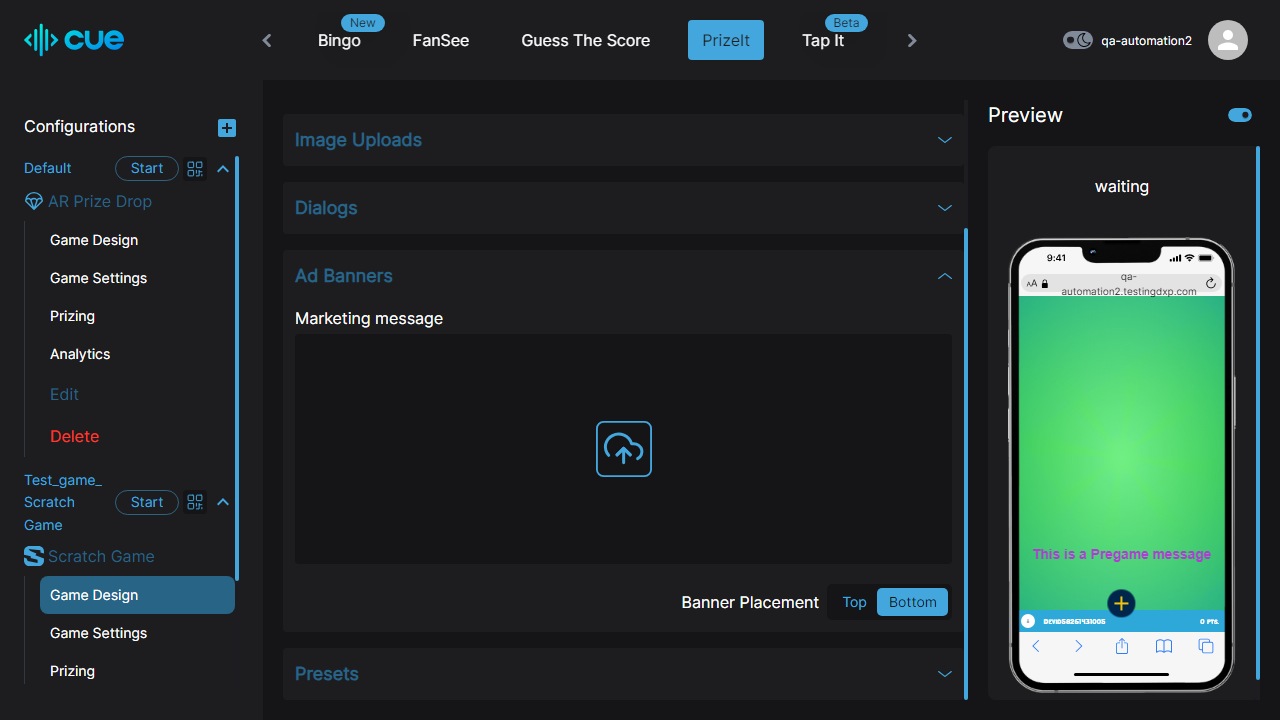 cue
New
Bingo
FanSee
Guess The Score
PrizeIt
Beta
Tap It
qa-automation2
Configurations
Default
Start
AR Prize Drop
Game Design
Game Settings
Prizing
Analytics
Edit
Delete
Test_game_
Scratch
Game
Start
Scratch Game
Game Design
Game Settings
Prizing
Image Uploads
Dialogs
Ad Banners
Marketing message
Banner Placement
Top
Bottom
Presets
Preview
waiting
9:41
AA
qa-
automation2.testingdxp.com
This is a Pregame message
0 PTS.